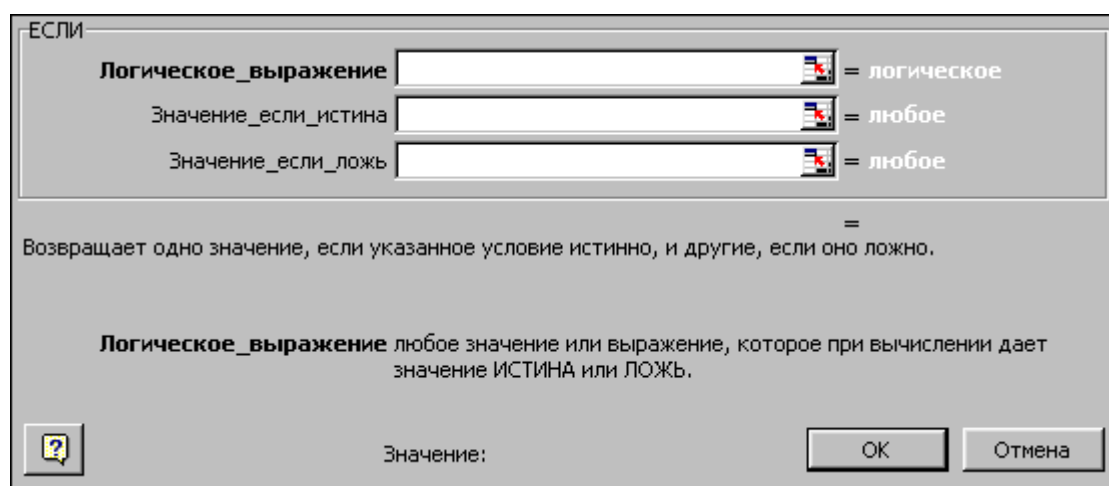 ЕСЛИ
Логическое_выражение = логическое
Значение_если_истина = любое
Значение_если_ложь = любое
=
Возвращает одно значение, если указанное условие истинно, и другие, если оно ложно.
Логическое_выражение любое значение или выражение, которое при вычислении дает
значение ИСТИНА или ЛОЖЬ.
? Значение: OK Отмена